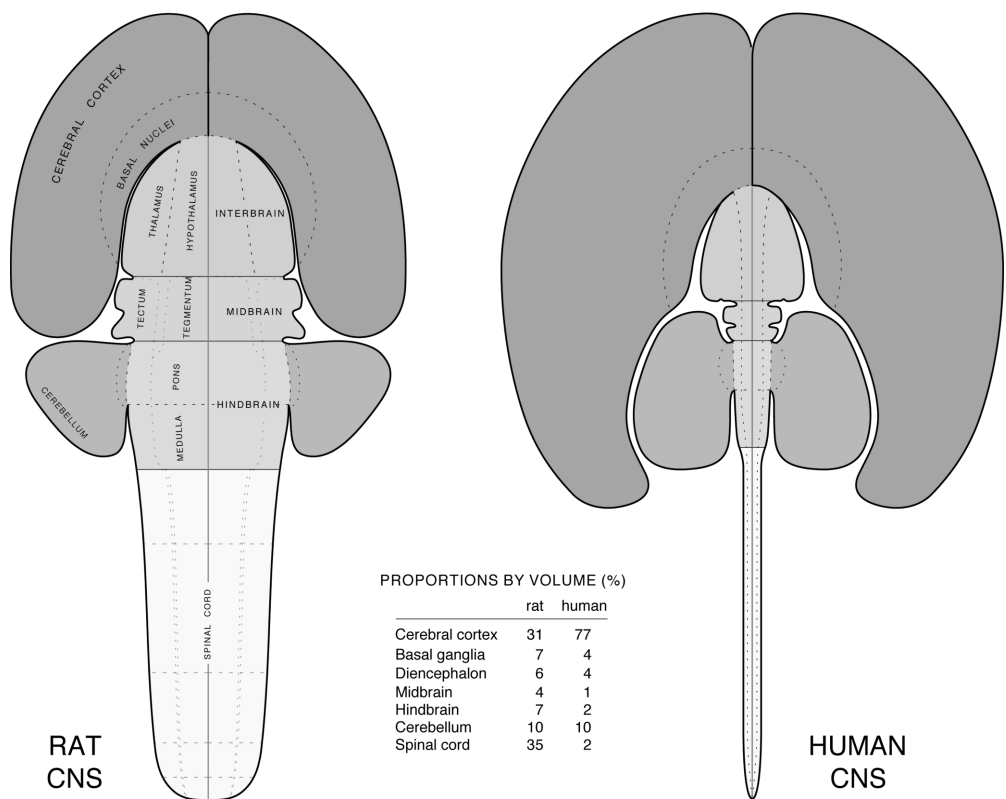 CEREBRAL CORTEX
BASAL NUCLEI
THALAMUS
HYPOTHALAMUS
INTERBRAIN
TECTUM
TEGMENTUM
MIDBRAIN
PONS
CEREBELLUM
HINDBRAIN
MEDULLA
SPINAL CORD
RAT
CNS
PROPORTIONS BY VOLUME (%)
rat human
Cerebral cortex 31 77
Basal ganglia 7 4
Diencephalon 6 4
Midbrain 4 1
Hindbrain 7 2
Cerebellum 10 10
Spinal cord 35 2
HUMAN
CNS